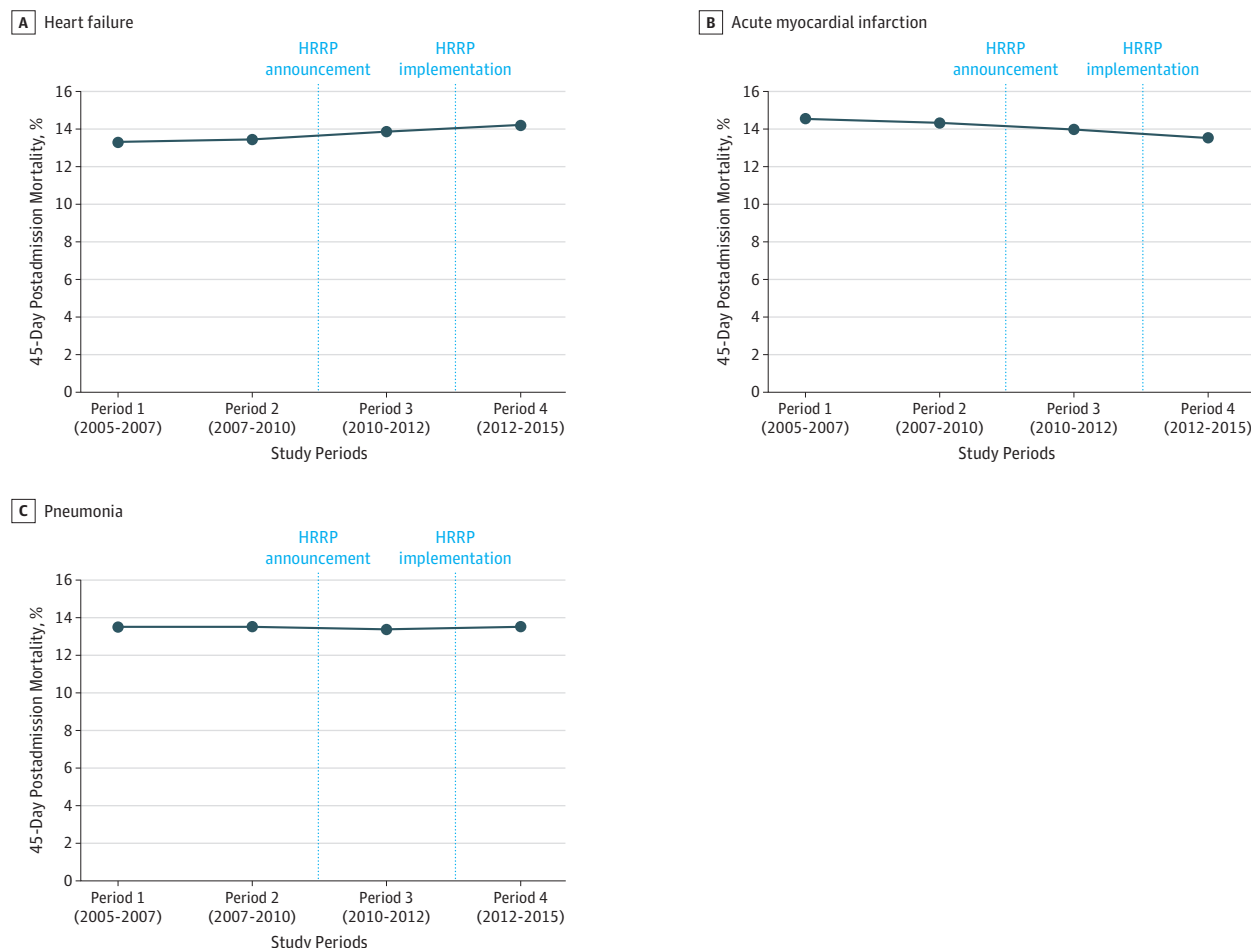 A Heart failure
HRRP
announcement
HRRP
implementation
16
14
12
10
8
6
4
2
0
45-Day Postadmission Mortality, %
Period 1
(2005-2007)
Period 2
(2007-2010)
Period 3
(2010-2012)
Period 4
(2012-2015)
Study Periods
B Acute myocardial infarction
HRRP
announcement
HRRP
implementation
16
14
12
10
8
6
4
2
0
45-Day Postadmission Mortality, %
Period 1
(2005-2007)
Period 2
(2007-2010)
Period 3
(2010-2012)
Period 4
(2012-2015)
Study Periods
C Pneumonia
HRRP
announcement
HRRP
implementation
16
14
12
10
8
6
4
2
0
45-Day Postadmission Mortality, %
Period 1
(2005-2007)
Period 2
(2007-2010)
Period 3
(2010-2012)
Period 4
(2012-2015)
Study Periods